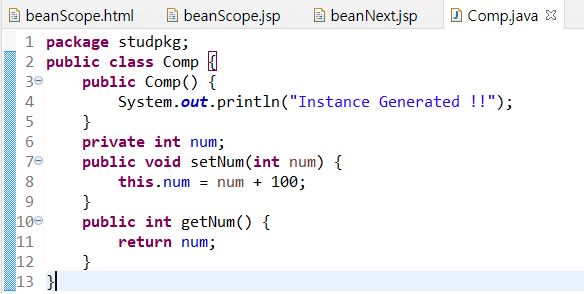 beanScope.html beanScope.jsp beanNext.jsp Comp.java
1 package studpkg;
2 public class Comp {
3 public Comp() {
4 System.out.println("Instance Generated !!");
5 }
6 private int num;
7 public void setNum(int num) {
8 this.num = num + 100;
9 }
10 public int getNum() {
11 return num;
12 }
13 }